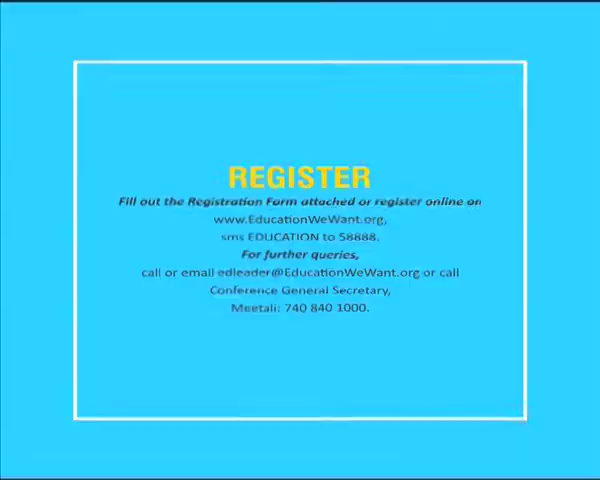 REGISTER
Fill out the Registration Form attached or register online on
www.EducationWeWant.org,
sms EDUCATION to 58888.
For further queries,
call or email edleader@EducationWeWant.org or call
Conference General Secretary,
Meetali: 740 840 1000.